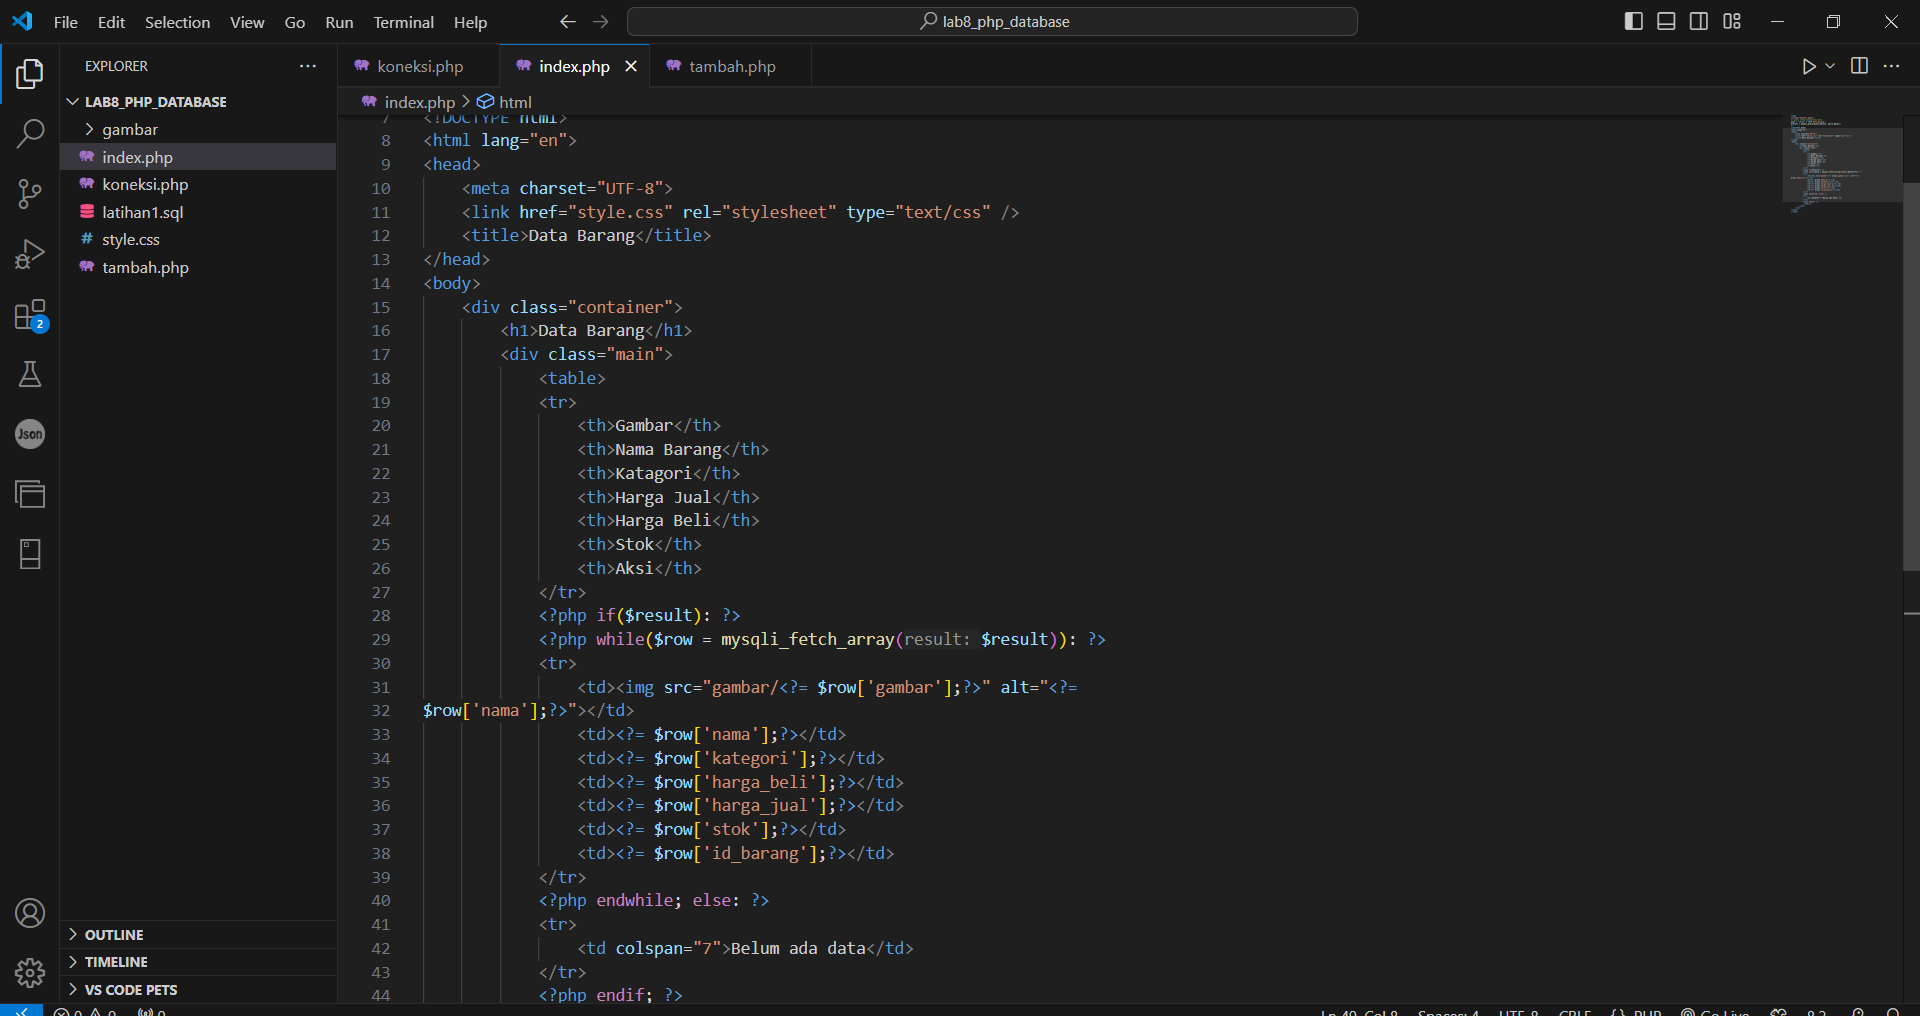 File Edit Selection View Go Run Terminal Help
lab8_php_database
EXPLORER
LAB8_PHP_DATABASE
gambar
index.php
koneksi.php
latihan1.sql
style.css
tambah.php
2
Json
OUTLINE
TIMELINE
VS CODE PETS
koneksi.php index.php tambah.php
index.php > html
7 <!DOCTYPE html>
8 <html lang="en">
9 <head>
10 <meta charset="UTF-8">
11 <link href="style.css" rel="stylesheet" type="text/css" />
12 <title>Data Barang</title>
13 </head>
14 <body>
15 <div class="container">
16 <h1>Data Barang</h1>
17 <div class="main">
18 <table>
19 <tr>
20 <th>Gambar</th>
21 <th>Nama Barang</th>
22 <th>Katagori</th>
23 <th>Harga Jual</th>
24 <th>Harga Beli</th>
25 <th>Stok</th>
26 <th>Aksi</th>
27 </tr>
28 <?php if($result): ?>
29 <?php while($row = mysqli_fetch_array(result: $result)): ?>
30 <tr>
31 <td><img src="gambar/<?= $row['gambar'];?>" alt="<?=
32 $row['nama'];?>"></td>
33 <td><?= $row['nama'];?></td>
34 <td><?= $row['kategori'];?></td>
35 <td><?= $row['harga_beli'];?></td>
36 <td><?= $row['harga_jual'];?></td>
37 <td><?= $row['stok'];?></td>
38 <td><?= $row['id_barang'];?></td>
39 </tr>
40 <?php endwhile; else: ?>
41 <tr>
42 <td colspan="7">Belum ada data</td>
43 </tr>
44 <?php endif; ?>
0 0 0 Ln 40, Col 8 Spaces: 4 UTF-8 CRLF {} PHP Go Live 8.2